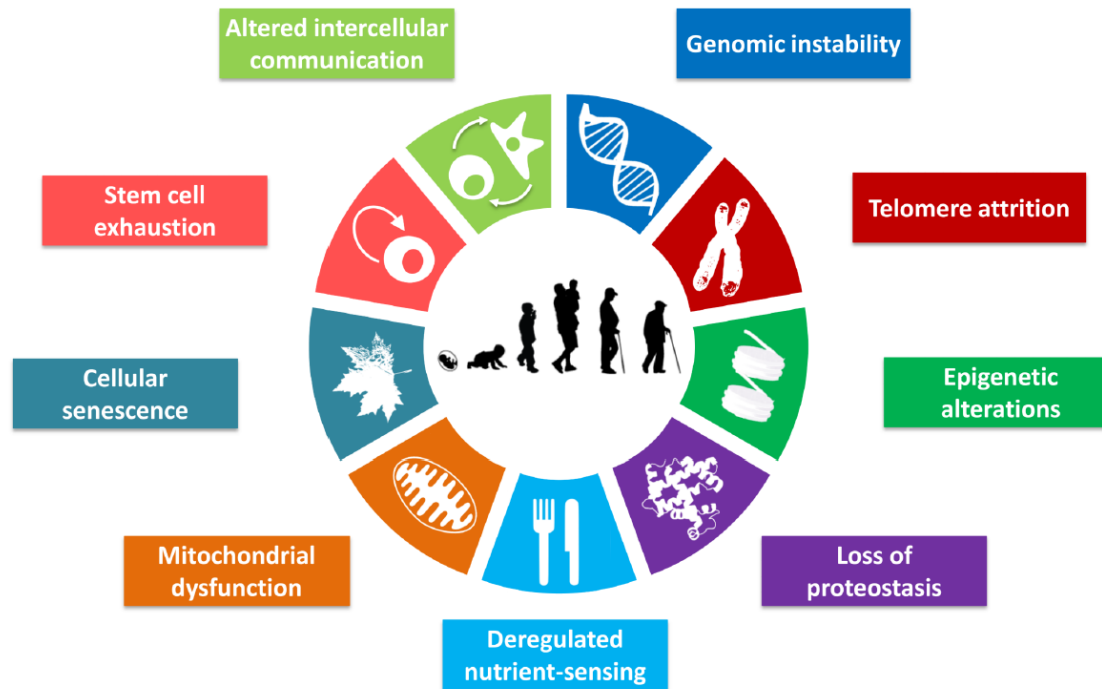 Altered intercellular
communication
Genomic instability
Stem cell
exhaustion
Telomere attrition
Cellular
senescence
Epigenetic
alterations
Mitochondrial
dysfunction
Loss of
proteostasis
Deregulated
nutrient-sensing